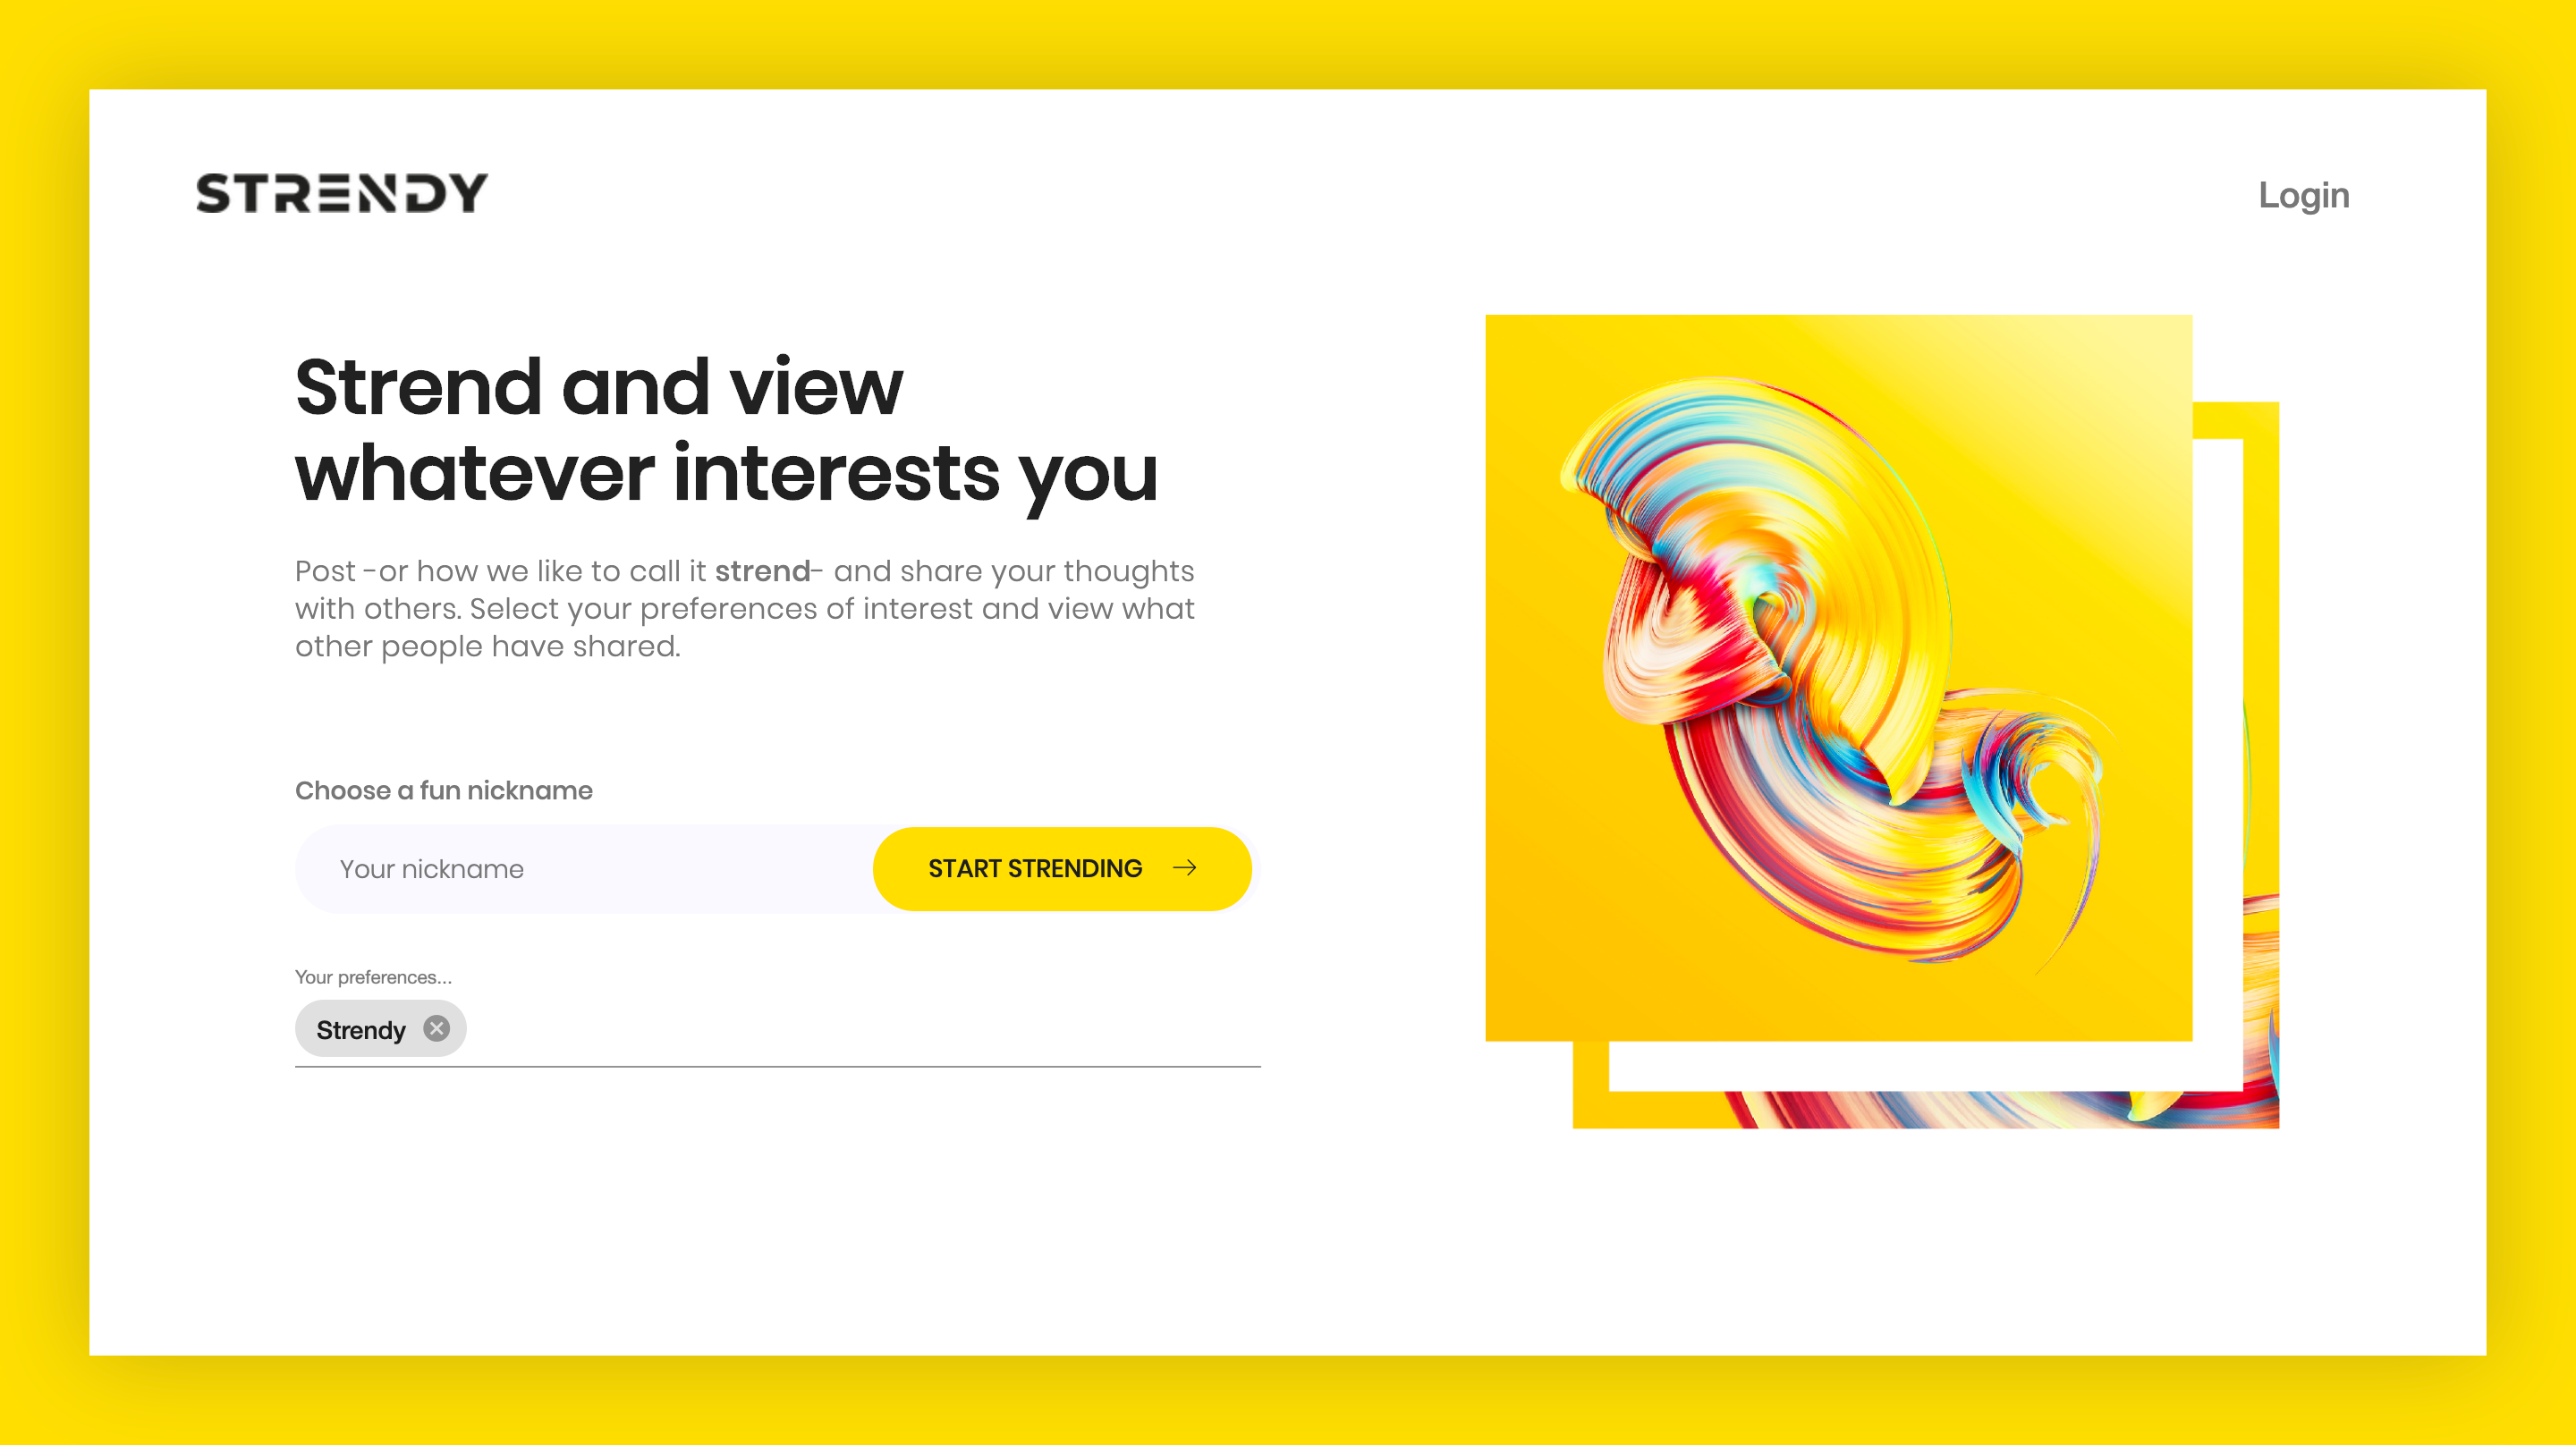 STRENDY
Login
Strend and view
whatever interests you
Post -or how we like to call it strend- and share your thoughts
with others. Select your preferences of interest and view what
other people have shared.
Choose a fun nickname
Your nickname
START STRENDING
Your preferences...
Strendy